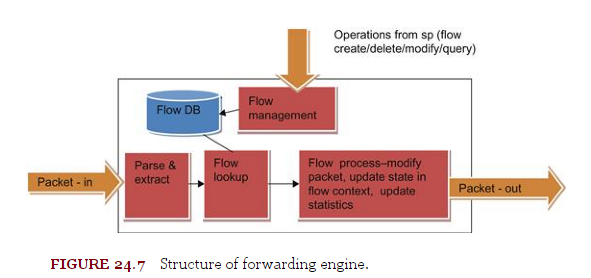 Operations from sp (flow
create/delete/modify/query)
Flow DB
Flow
management
Packet - in
Parse &
extract
Flow
lookup
Flow process–modify
packet, update state in
flow context, update
statistics
Packet - out
FIGURE 24.7 Structure of forwarding engine.